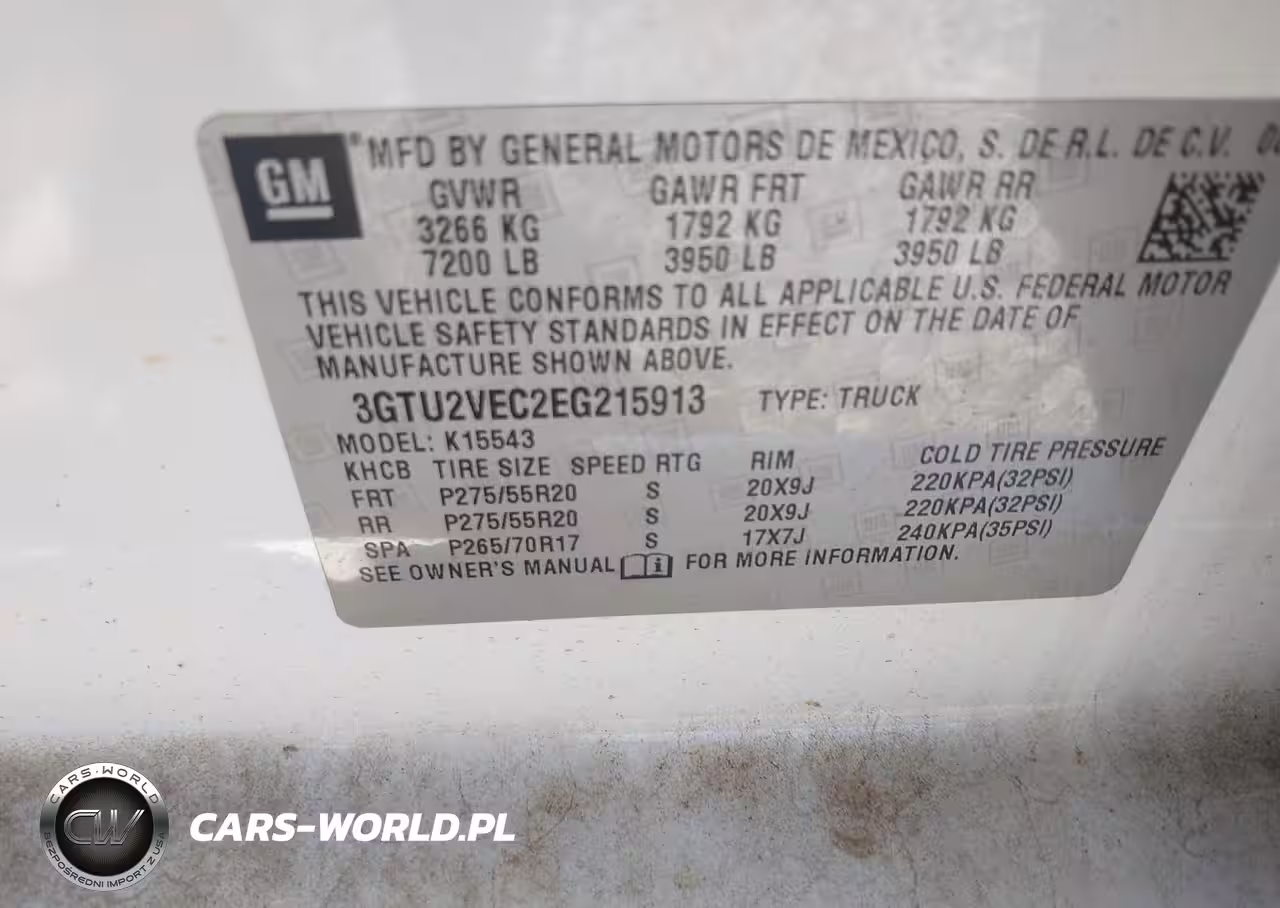 GM
® MFD BY GENERAL MOTORS DE MEXICO, S. DE R.L. DE C.V.
GVWR GAWR FRT GAWR RR
3266 KG 1792 KG 1792 KG
7200 LB 3950 LB 3950 LB
THIS VEHICLE CONFORMS TO ALL APPLICABLE U.S. FEDERAL MOTOR
VEHICLE SAFETY STANDARDS IN EFFECT ON THE DATE OF
MANUFACTURE SHOWN ABOVE.
3GTU2VEC2EG215913 TYPE: TRUCK
MODEL: K15543
KHCB TIRE SIZE SPEED RTG RIM COLD TIRE PRESSURE
FRT P275/55R20 S 20X9J 220KPA(32PSI)
RR P275/55R20 S 20X9J 220KPA(32PSI)
SPA P265/70R17 S 17X7J 240KPA(35PSI)
SEE OWNER'S MANUAL i FOR MORE INFORMATION.
CARS-WORLD
CW
BEZPOŚREDNI IMPORT Z USA
CARS-WORLD.PL